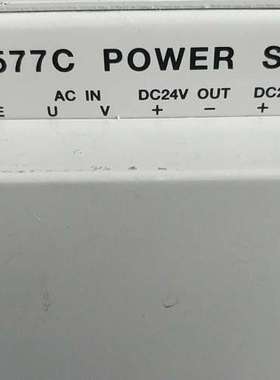 577C POWER S
AC IN DC24V OUT DC2
E U V + − +